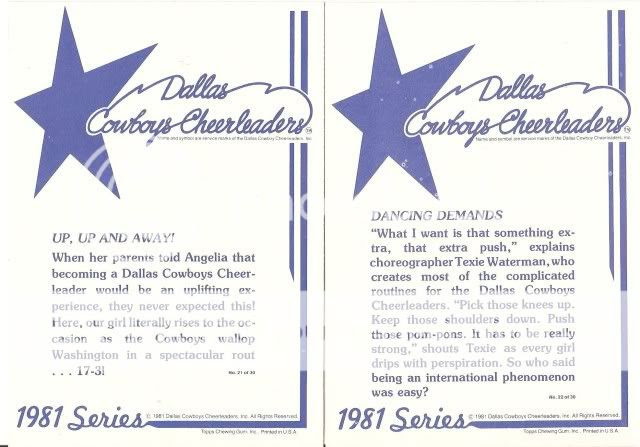 Dallas
Cowboys Cheerleaders TM
Name and symbol are service marks of the Dallas Cowboys Cheerleaders, Inc.
UP, UP AND AWAY!
When her parents told Angelia that
becoming a Dallas Cowboys Cheer-
leader would be an uplifting ex-
perience, they never expected this!
Here, our girl literally rises to the oc-
casion as the Cowboys wallop
Washington in a spectacular rout
. . . 17-3!
No. 21 of 30
1981 Series
© 1981 Dallas Cowboys Cheerleaders, Inc. All Rights Reserved.
Topps Chewing Gum, Inc., Printed in U.S.A.
Dallas
Cowboys Cheerleaders TM
Name and symbol are service marks of the Dallas Cowboys Cheerleaders, Inc.
DANCING DEMANDS
“What I want is that something ex-
tra, that extra push,” explains
choreographer Texie Waterman, who
creates most of the complicated
routines for the Dallas Cowboys
Cheerleaders. “Pick those knees up.
Keep those shoulders down. Push
those pom-pons. It has to be really
strong,” shouts Texie as every girl
drips with perspiration. So who said
being an international phenomenon
was easy?
No. 22 of 30
1981 Series
© 1981 Dallas Cowboys Cheerleaders, Inc. All Rights Reserved.
Topps Chewing Gum, Inc., Printed in U.S.A.